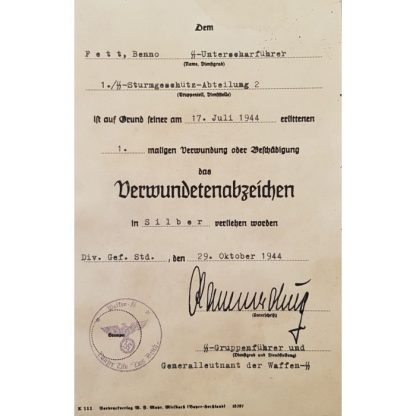 Dem
Fett, Benno ᛋᛋ-Unterscharführer
(Name, Dienstgrad)
1./ᛋᛋ-Sturmgeschütz-Abteilung 2
(Truppenteil, Dienststelle)
ist auf Grund seiner am 17. Juli 1944 erlittenen
1. maligen Verwundung oder Beschädigung
das
Verwundetenabzeichen
in Silber verliehen worden
Div. Gef. Std., den 29. Oktober 1944
(Unterschrift)
ᛋᛋ-Gruppenführer und
(Dienstgrad und Dienststellung)
Generalleutnant der Waffen-ᛋᛋ
Waffen-ᛋᛋ